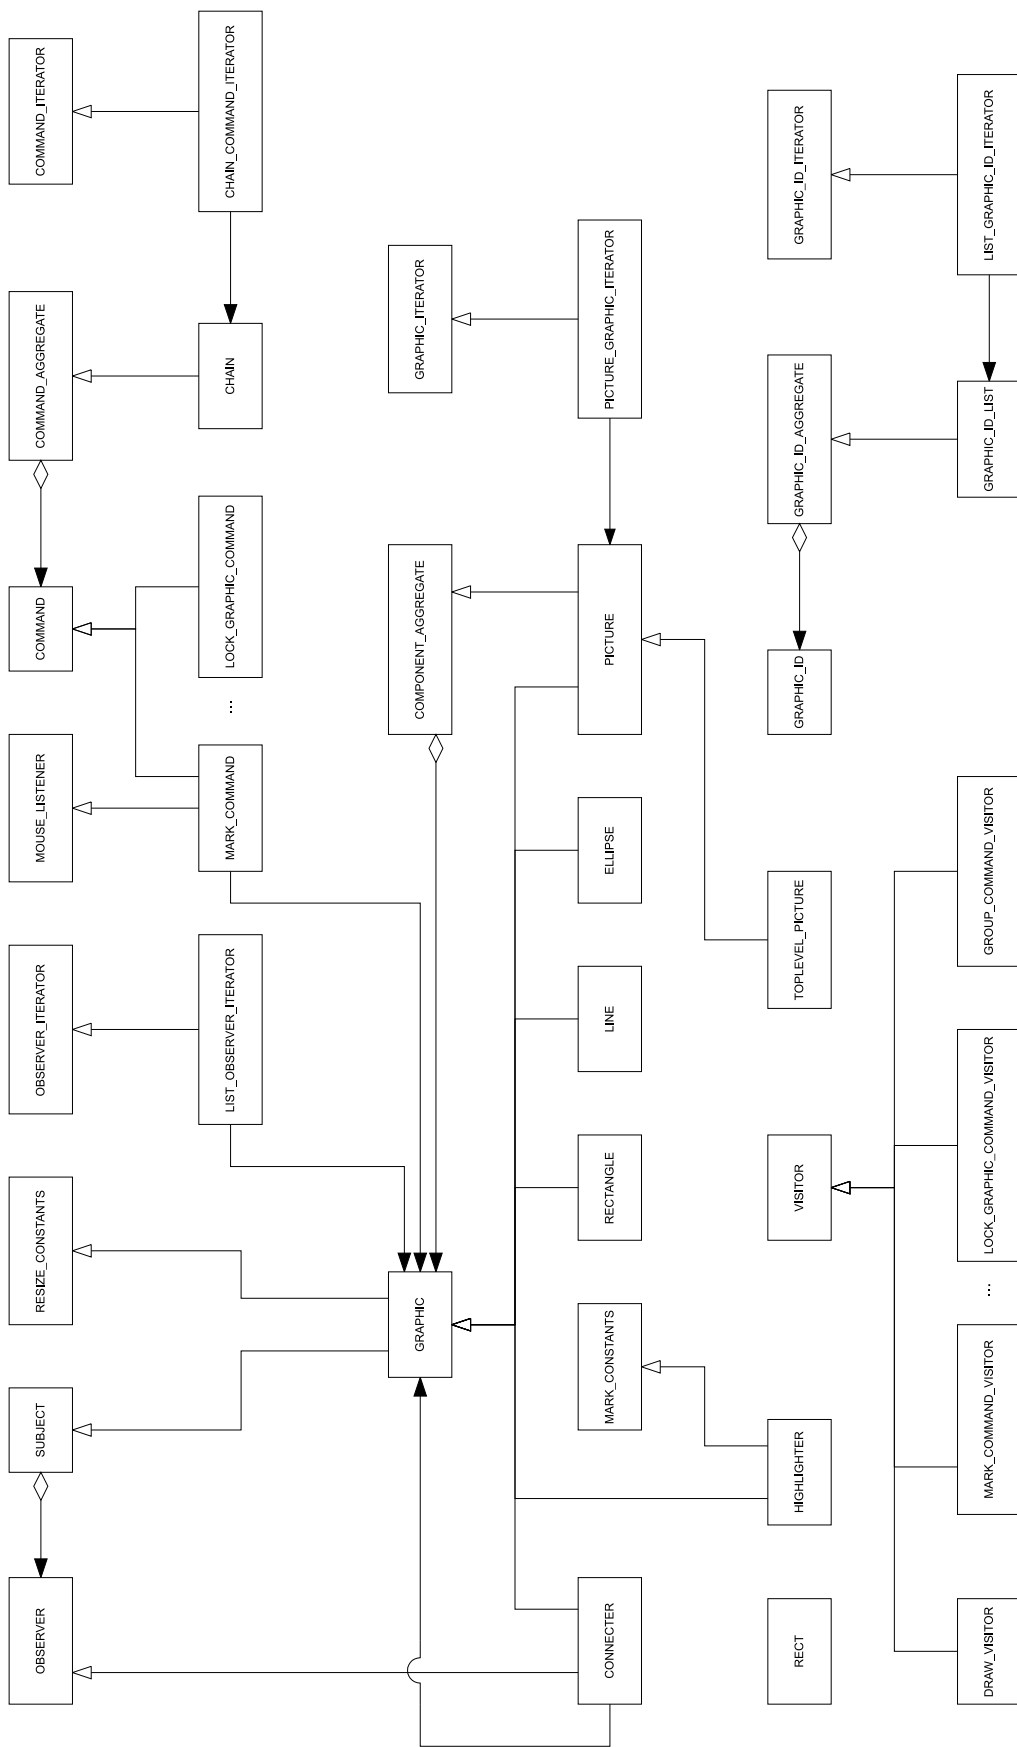 OBSERVER
SUBJECT
RESIZE_CONSTANTS
OBSERVER_ITERATOR
MOUSE_LISTENER
COMMAND
COMMAND_AGGREGATE
COMMAND_ITERATOR
LIST_OBSERVER_ITERATOR
MARK_COMMAND
...
LOCK_GRAPHIC_COMMAND
CHAIN
CHAIN_COMMAND_ITERATOR
GRAPHIC
COMPONENT_AGGREGATE
GRAPHIC_ITERATOR
CONNECTER
MARK_CONSTANTS
RECTANGLE
LINE
ELLIPSE
PICTURE
PICTURE_GRAPHIC_ITERATOR
RECT
HIGHLIGHTER
VISITOR
TOPLEVEL_PICTURE
GRAPHIC_ID
GRAPHIC_ID_AGGREGATE
GRAPHIC_ID_ITERATOR
DRAW_VISITOR
MARK_COMMAND_VISITOR
...
LOCK_GRAPHIC_COMMAND_VISITOR
GROUP_COMMAND_VISITOR
GRAPHIC_ID_LIST
LIST_GRAPHIC_ID_ITERATOR